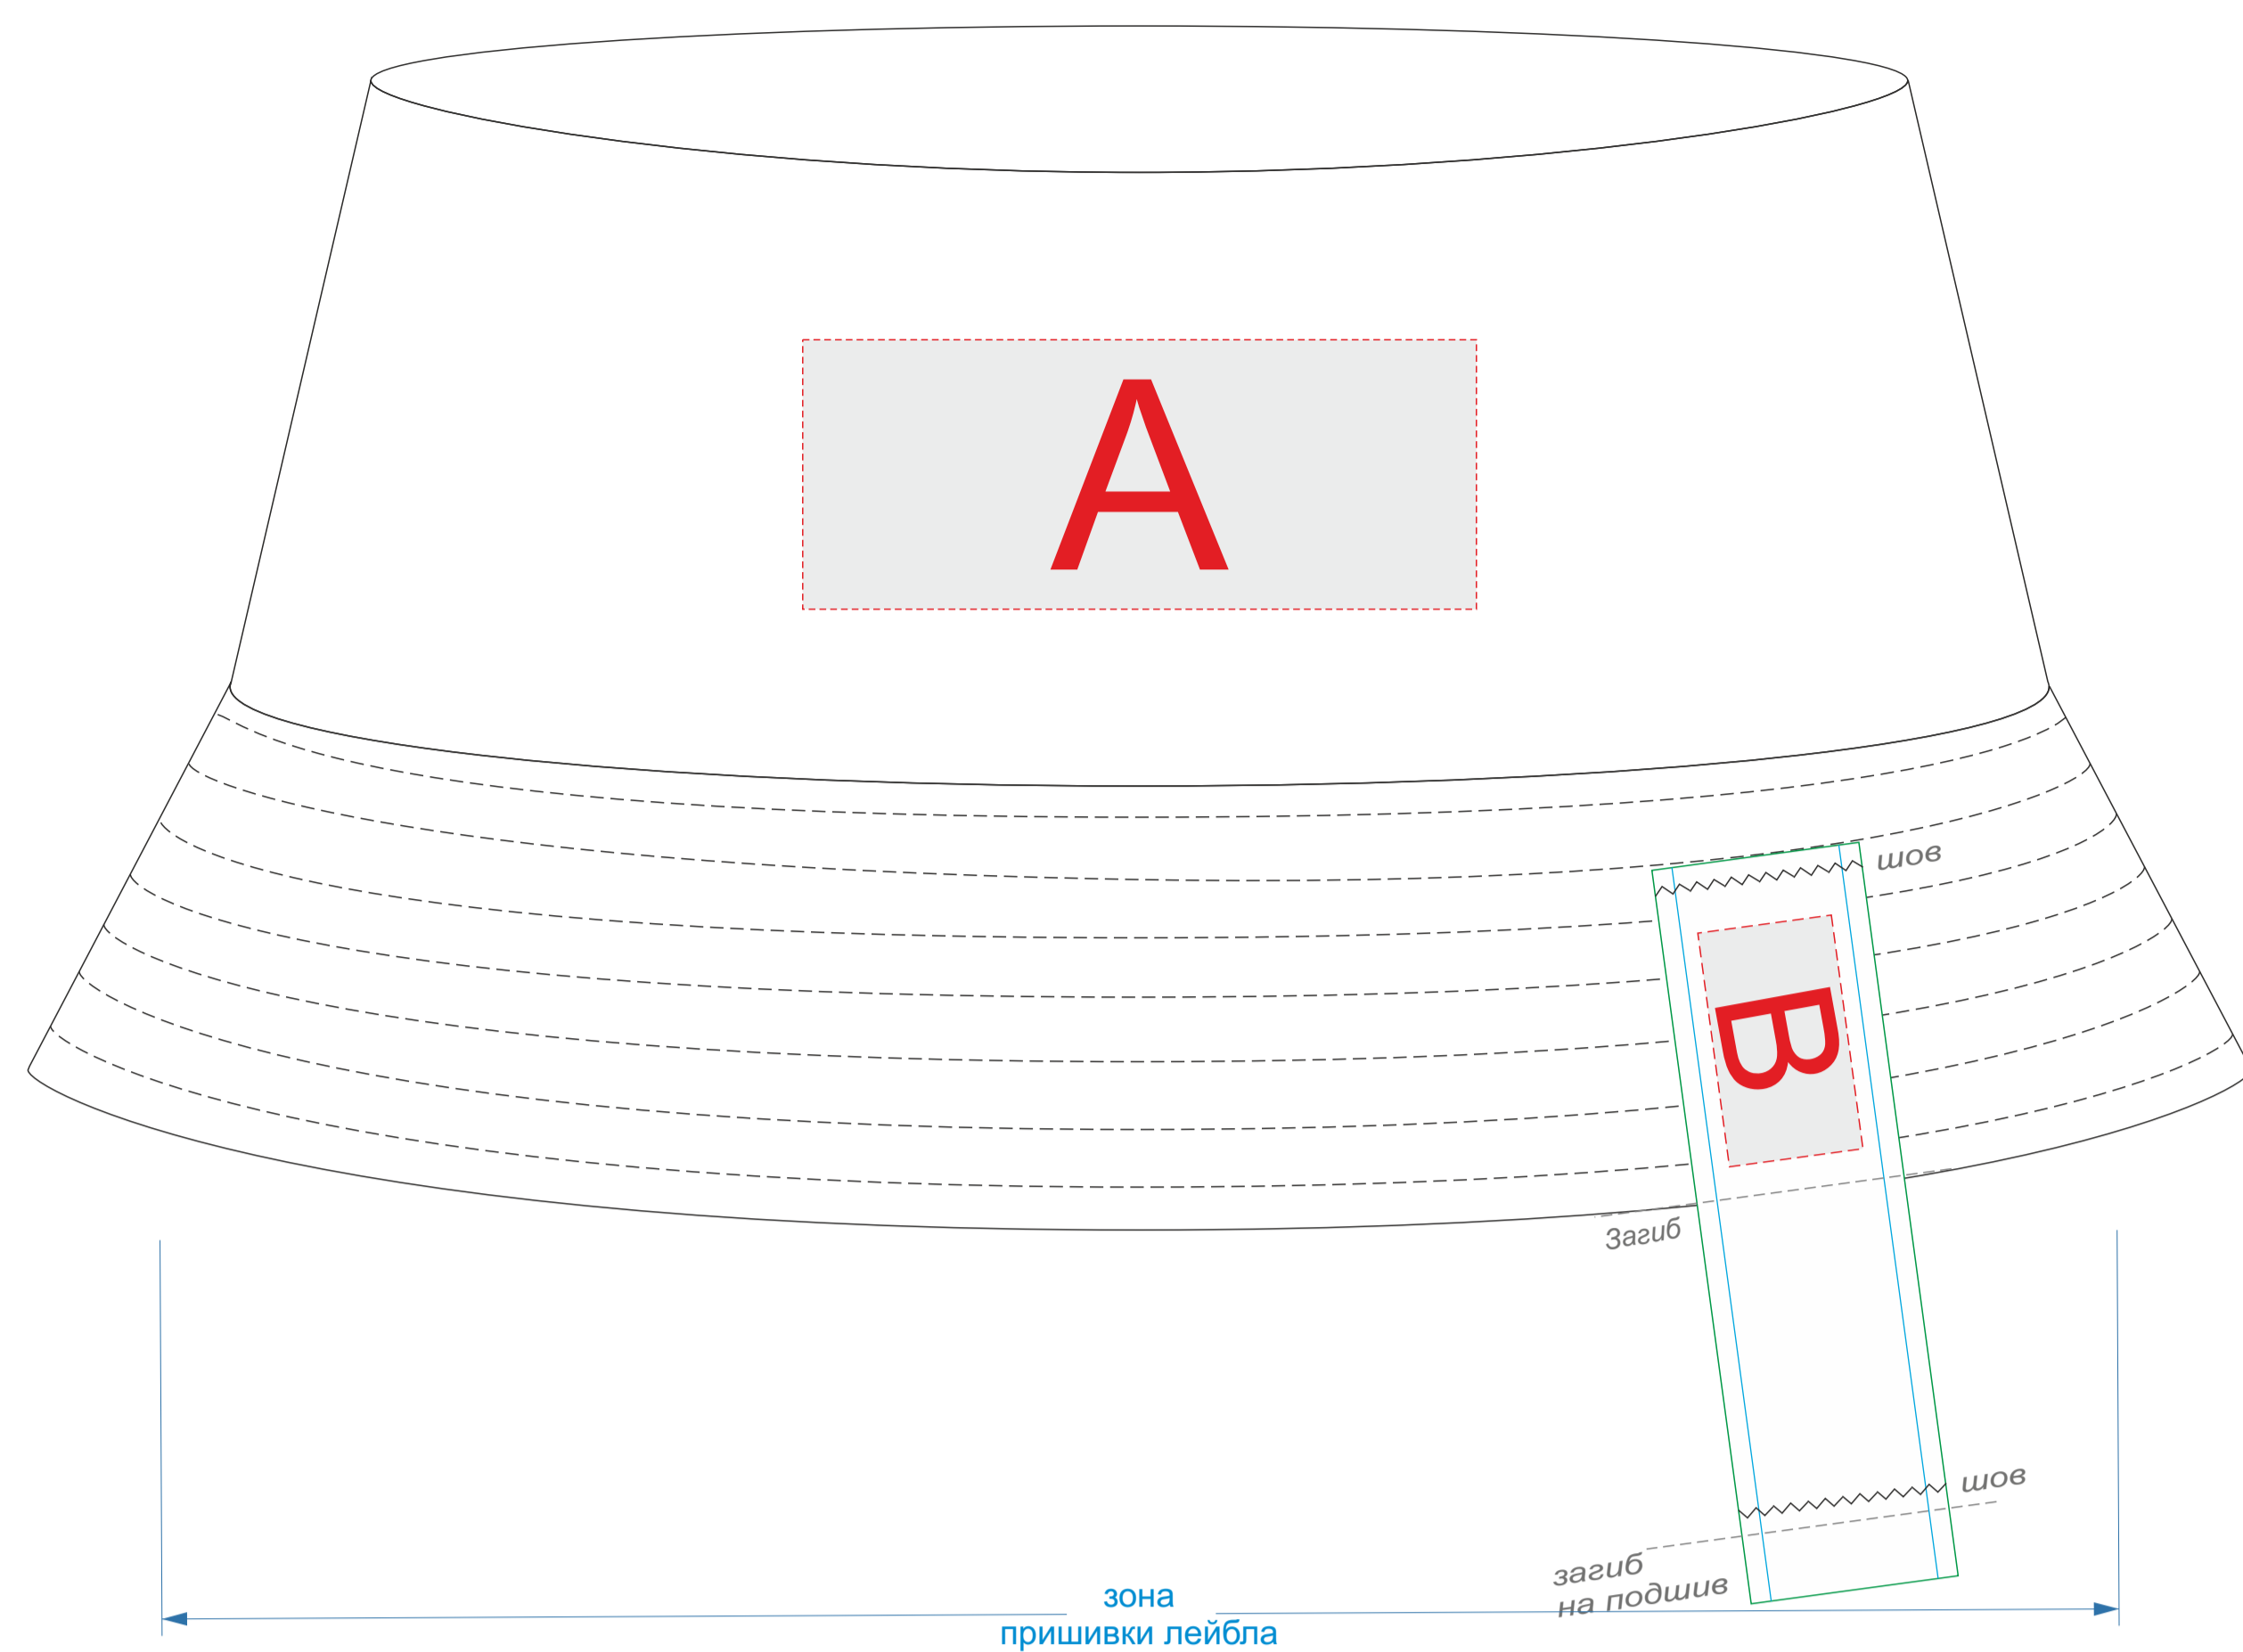 A
шов
B
Загиб
шов
загиб
на подшив
зона
пришивки лейбла